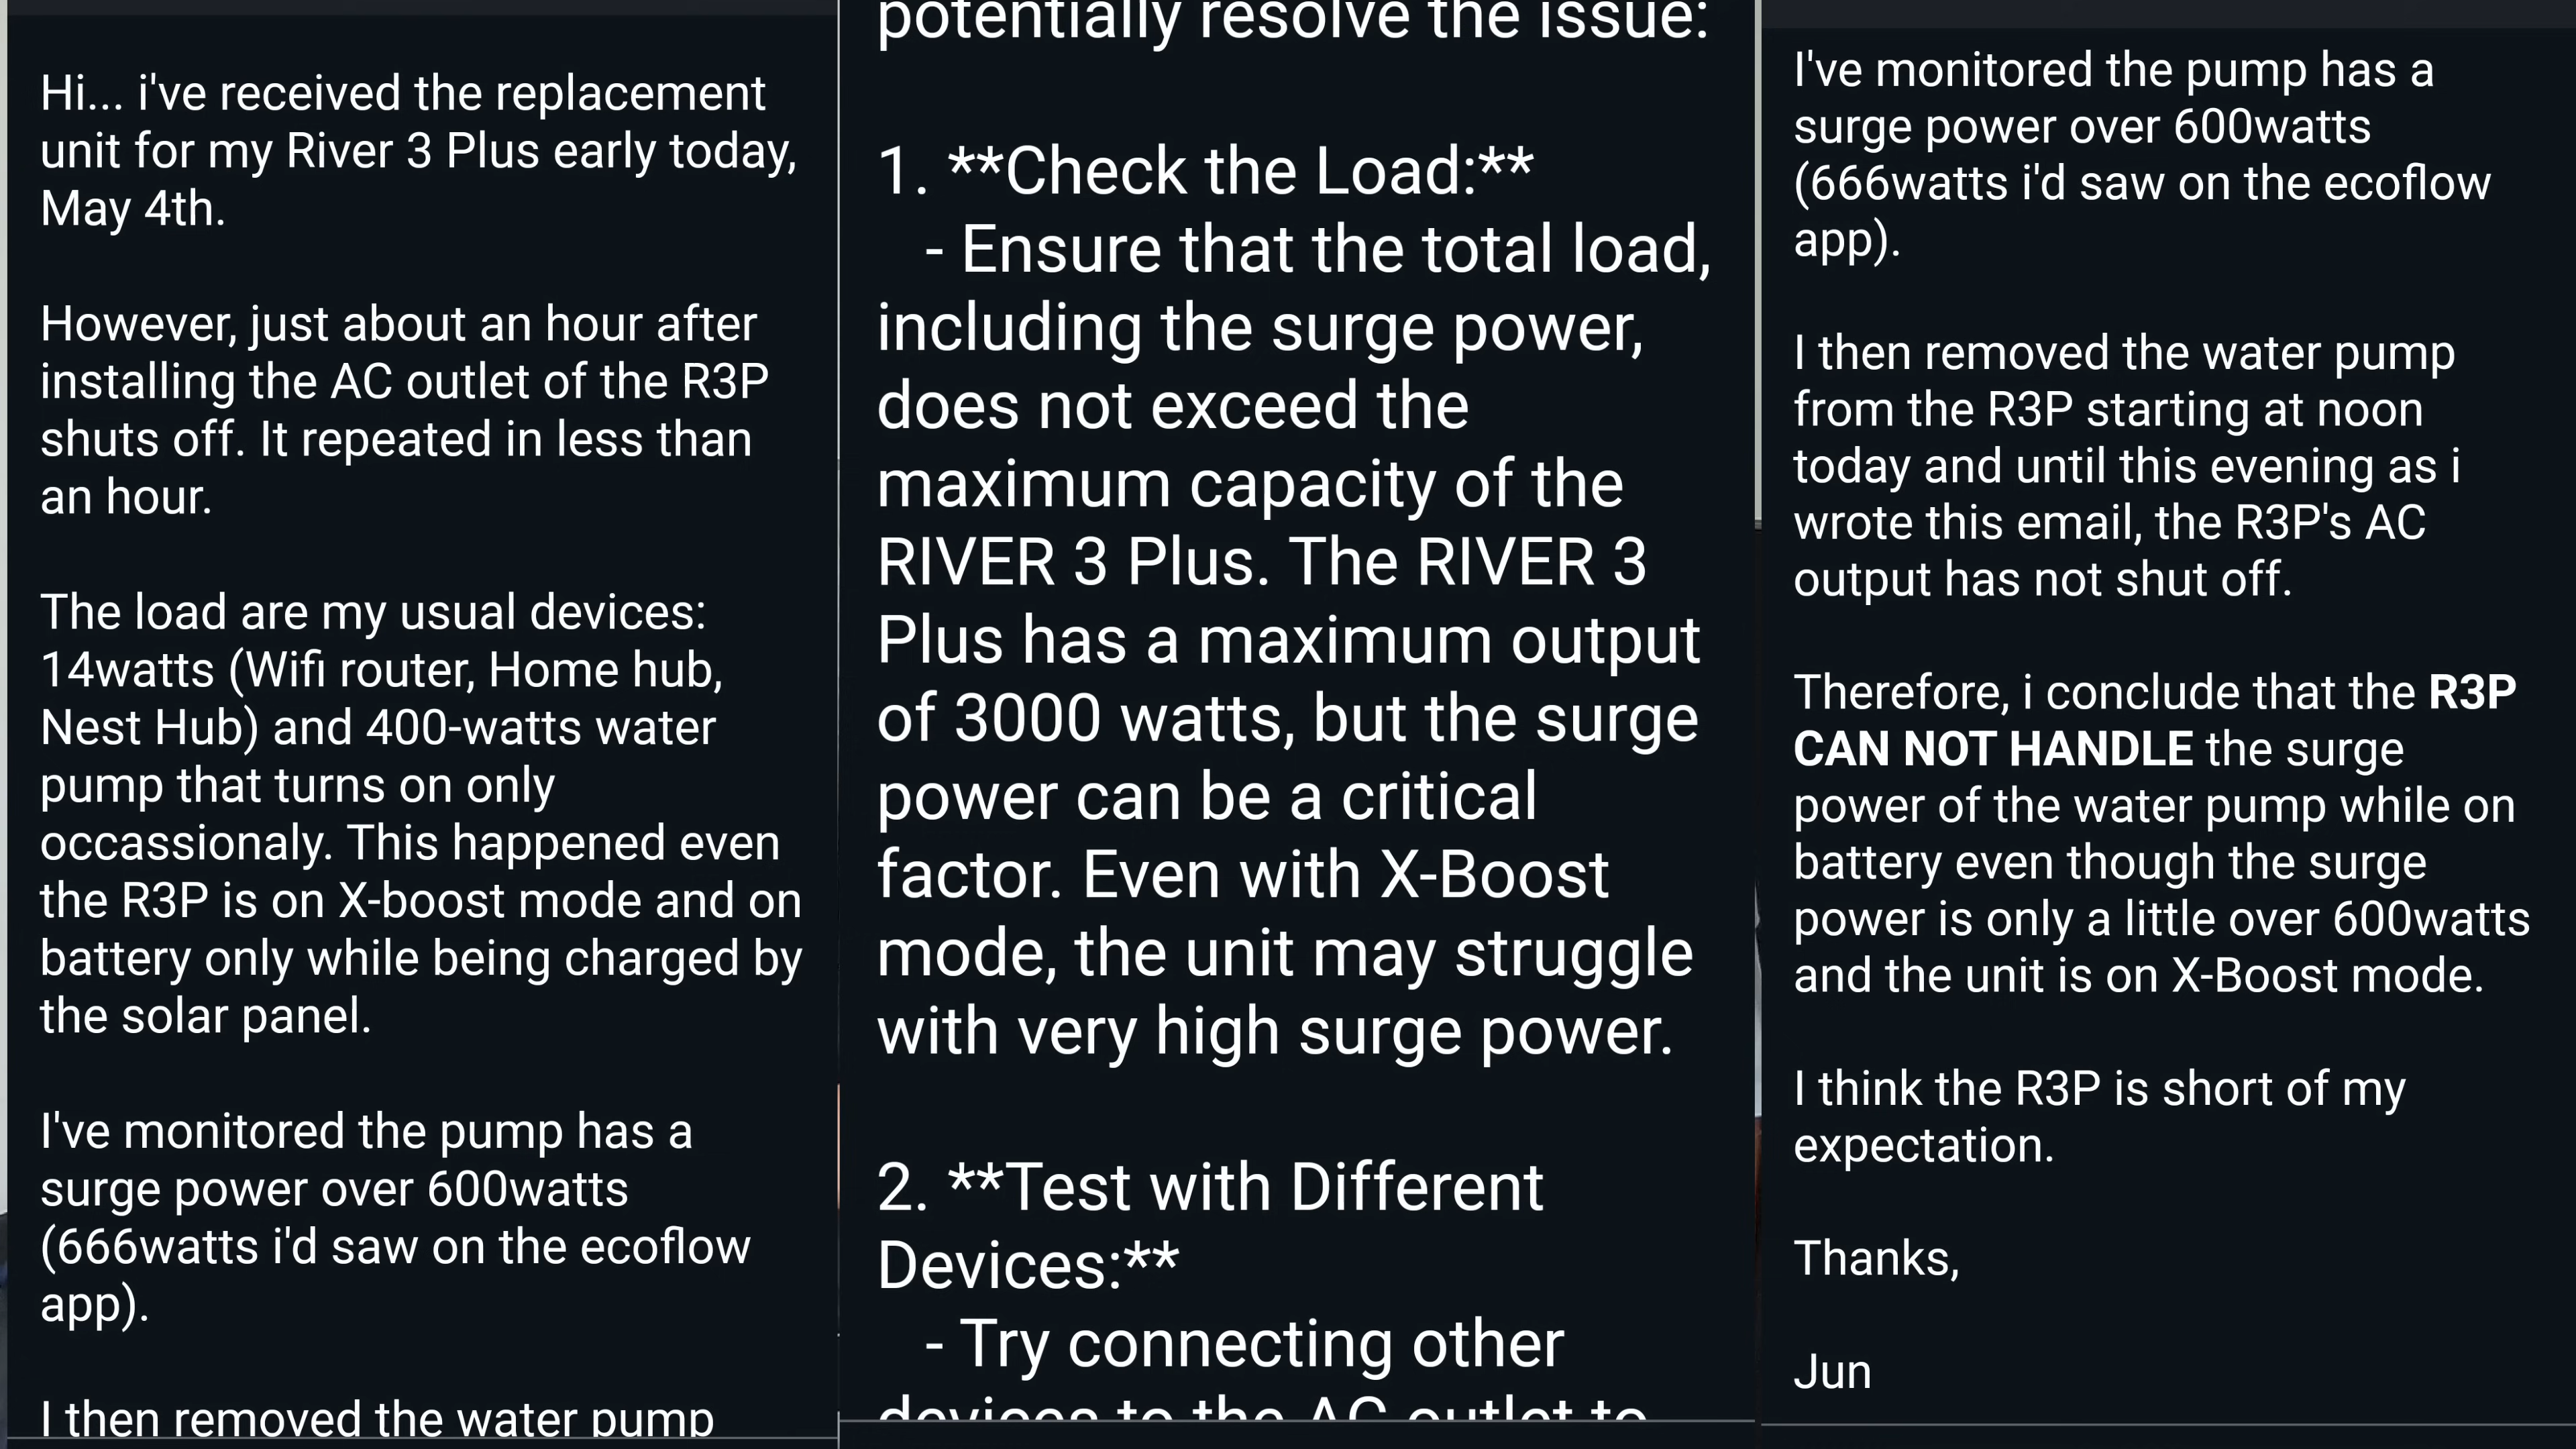 Hi... i've received the replacement
unit for my River 3 Plus early today,
May 4th.
However, just about an hour after
installing the AC outlet of the R3P
shuts off. It repeated in less than
an hour.
The load are my usual devices:
14watts (Wifi router, Home hub,
Nest Hub) and 400-watts water
pump that turns on only
occassionaly. This happened even
the R3P is on X-boost mode and on
battery only while being charged by
the solar panel.
I've monitored the pump has a
surge power over 600watts
(666watts i'd saw on the ecoflow
app).
I then removed the water pump
potentially resolve the issue:
1. **Check the Load:**
- Ensure that the total load,
including the surge power,
does not exceed the
maximum capacity of the
RIVER 3 Plus. The RIVER 3
Plus has a maximum output
of 3000 watts, but the surge
power can be a critical
factor. Even with X-Boost
mode, the unit may struggle
with very high surge power.
2. **Test with Different
Devices:**
- Try connecting other
devices to the AC outlet to
I've monitored the pump has a
surge power over 600watts
(666watts i'd saw on the ecoflow
app).
I then removed the water pump
from the R3P starting at noon
today and until this evening as i
wrote this email, the R3P's AC
output has not shut off.
Therefore, i conclude that the R3P
CAN NOT HANDLE the surge
power of the water pump while on
battery even though the surge
power is only a little over 600watts
and the unit is on X-Boost mode.
I think the R3P is short of my
expectation.
Thanks,
Jun